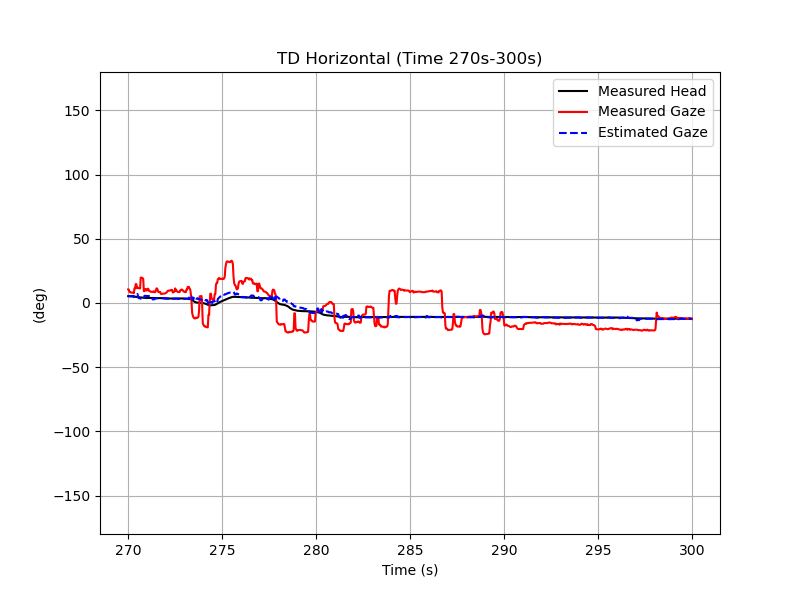 TD Horizontal (Time 270s-300s)
Measured Head
Measured Gaze
Estimated Gaze
150
100
50
0
−50
−100
−150
(deg)
270 275 280 285 290 295 300
Time (s)